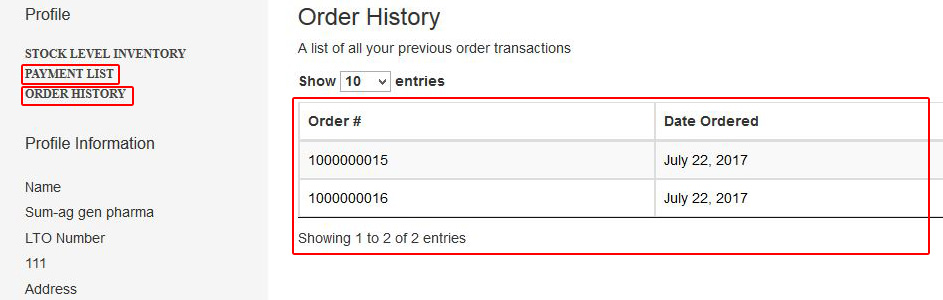 Profile
STOCK LEVEL INVENTORY
PAYMENT LIST
ORDER HISTORY
Profile Information
Name
Sum-ag gen pharma
LTO Number
111
Address
Order History
A list of all your previous order transactions
Show 10 entries
Order # Date Ordered
1000000015 July 22, 2017
1000000016 July 22, 2017
Showing 1 to 2 of 2 entries